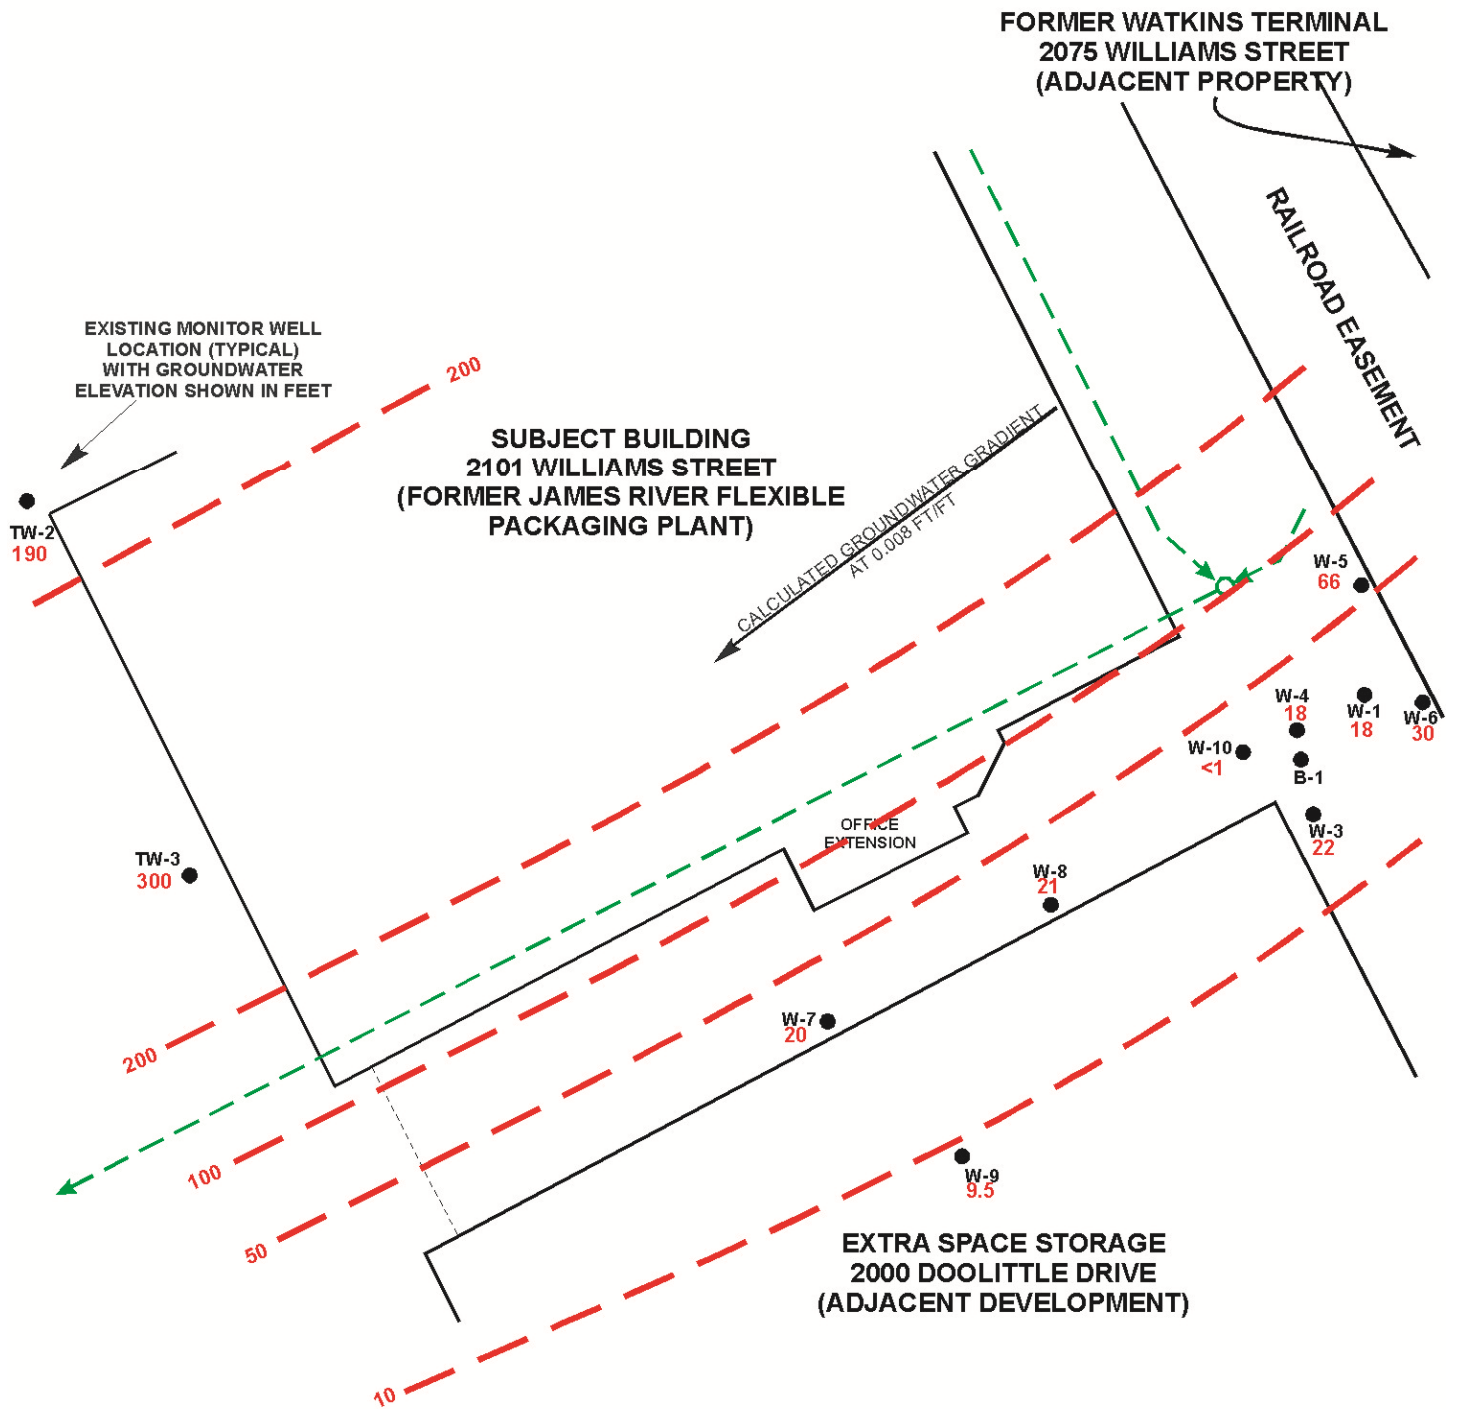 FORMER WATKINS TERMINAL
2075 WILLIAMS STREET
(ADJACENT PROPERTY)
RAILROAD EASEMENT
EXISTING MONITOR WELL
LOCATION (TYPICAL)
WITH GROUNDWATER
ELEVATION SHOWN IN FEET
200
SUBJECT BUILDING
2101 WILLIAMS STREET
(FORMER JAMES RIVER FLEXIBLE
PACKAGING PLANT)
CALCULATED GROUNDWATER GRADIENT
AT 0.008 FT/FT
TW-2
190
W-5
66
W-4
18
W-1
18
W-6
30
W-10
<1
B-1
W-3
22
OFFICE
EXTENSION
TW-3
300
W-8
21
W-7
20
200
100
50
10
W-9
9.5
EXTRA SPACE STORAGE
2000 DOOLITTLE DRIVE
(ADJACENT DEVELOPMENT)